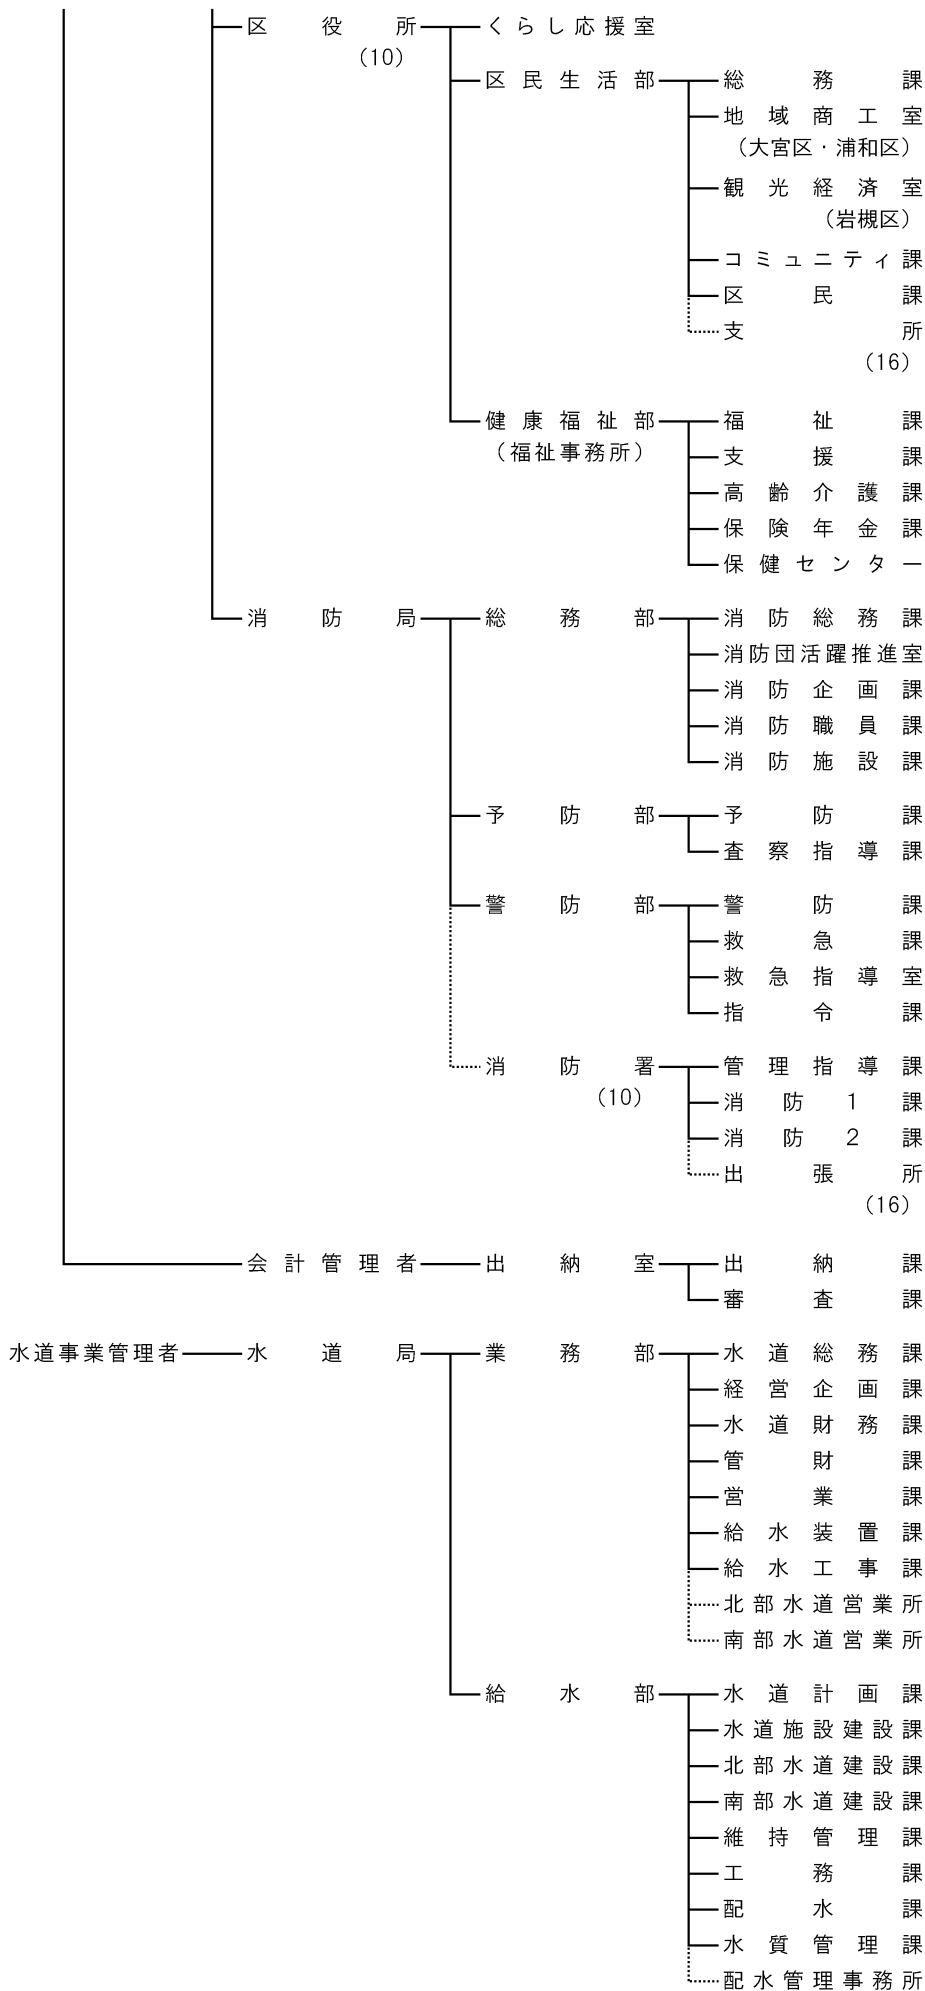 区役所 くらし応援室
(10)
区民生活部 総務課
地域商工室
(大宮区・浦和区)
観光経済室
(岩槻区)
コミュニティ課
区民課
支所
(16)
健康福祉部 福祉課
(福祉事務所) 支援課
高齢介護課
保険年金課
保健センター
消防局 総務部 消防総務課
消防団活躍推進室
消防企画課
消防職員課
消防施設課
予防部 予防課
査察指導課
警防部 警防課
救急課
救急指導室
指令課
消防署 管理指導課
(10) 消防1課
消防2課
出張所
(16)
会計管理者 出納室 出納課
審査課
水道事業管理者 水道局 業務部 水道総務課
経営企画課
水道財務課
管財課
営業課
給水装置課
給水工事課
北部水道営業所
南部水道営業所
給水部 水道計画課
水道施設建設課
北部水道建設課
南部水道建設課
維持管理課
工務課
配水課
水質管理課
配水管理事務所